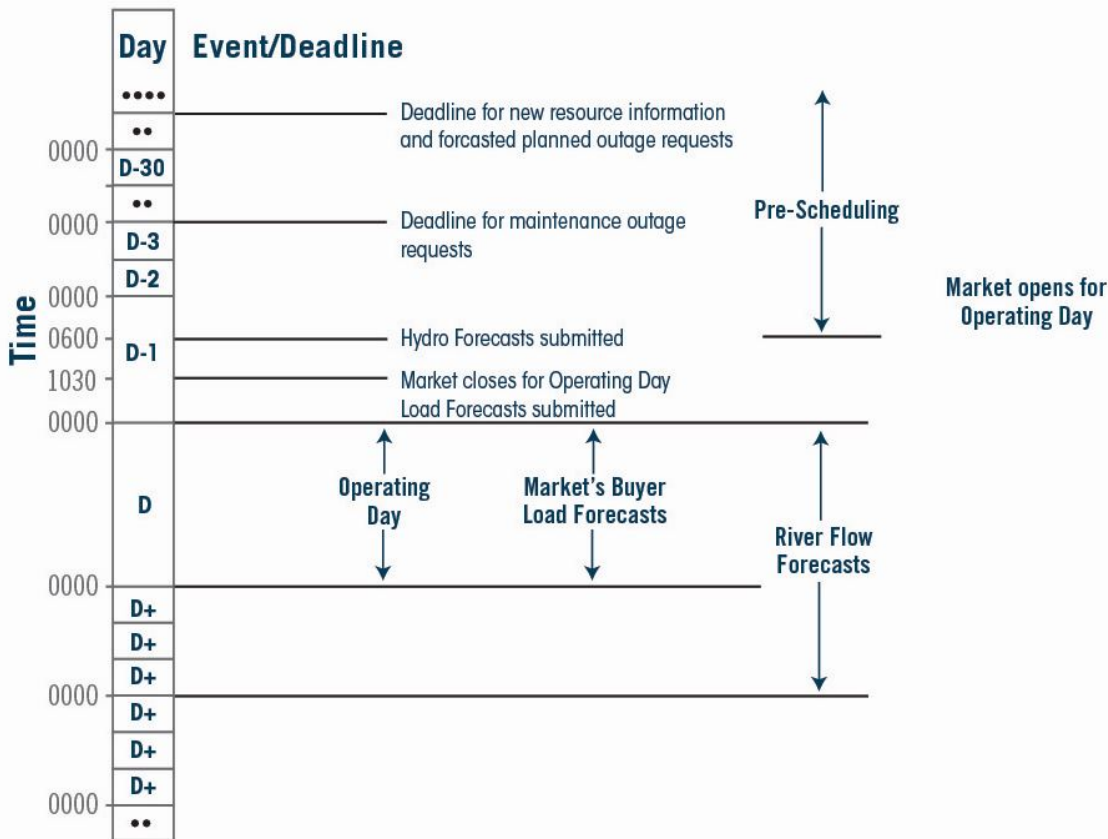 Day Event/Deadline
••••
Deadline for new resource information
and forcasted planned outage requests
••
0000
D-30
••
0000
Deadline for maintenance outage
requests
D-3
Pre-Scheduling
D-2
0000
Market opens for
Operating Day
Time
0600
Hydro Forecasts submitted
D-1
1030
Market closes for Operating Day
Load Forecasts submitted
0000
D
Operating
Day
Market's Buyer
Load Forecasts
River Flow
Forecasts
0000
D+
D+
D+
0000
D+
D+
D+
0000
••